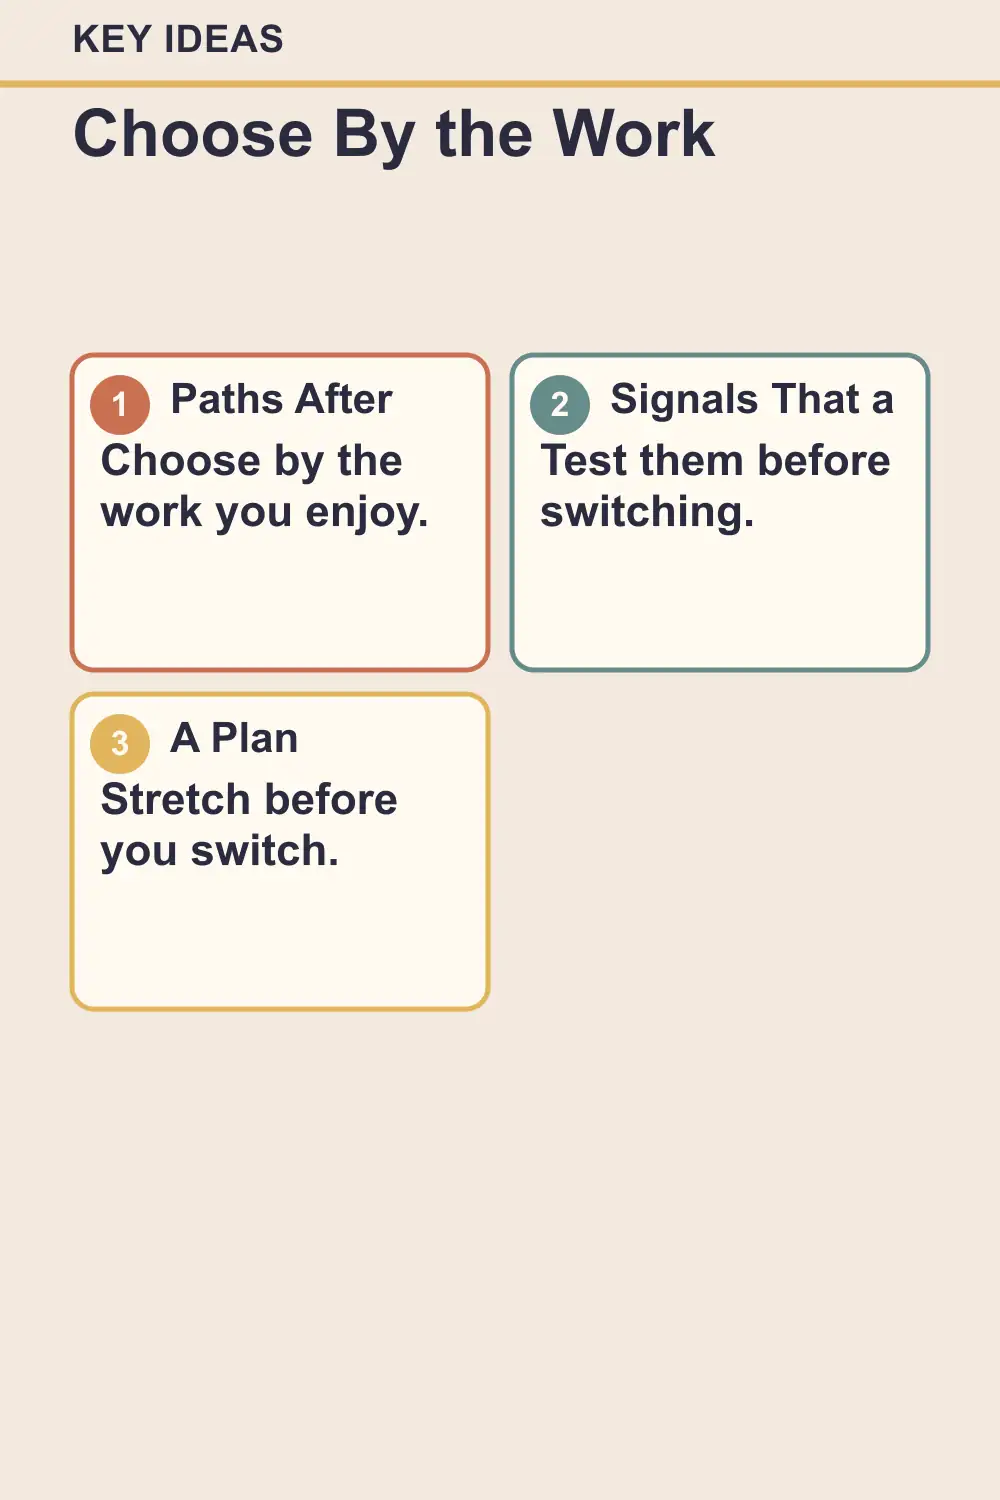 KEY IDEAS
Choose By the Work
1 Paths After
Choose by the
work you enjoy.
2 Signals That a
Test them before
switching.
3 A Plan
Stretch before
you switch.